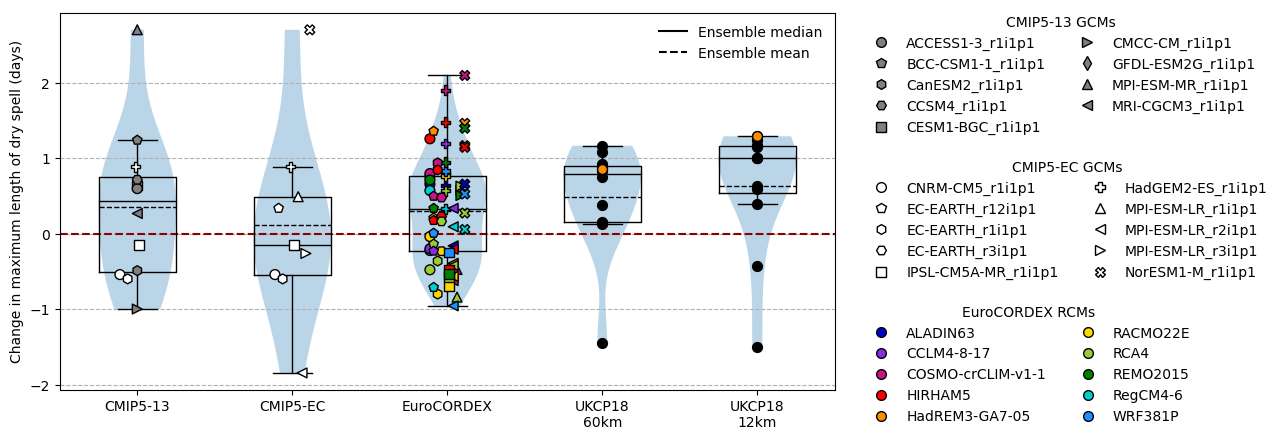 Change in maximum length of dry spell (days)
2
1
0
−1
−2
Ensemble median
Ensemble mean
CMIP5-13
CMIP5-EC
EuroCORDEX
UKCP18
60km
UKCP18
12km
CMIP5-13 GCMs
ACCESS1-3_r1i1p1
BCC-CSM1-1_r1i1p1
CanESM2_r1i1p1
CCSM4_r1i1p1
CESM1-BGC_r1i1p1
CMCC-CM_r1i1p1
GFDL-ESM2G_r1i1p1
MPI-ESM-MR_r1i1p1
MRI-CGCM3_r1i1p1
CMIP5-EC GCMs
CNRM-CM5_r1i1p1
EC-EARTH_r12i1p1
EC-EARTH_r1i1p1
EC-EARTH_r3i1p1
IPSL-CM5A-MR_r1i1p1
HadGEM2-ES_r1i1p1
MPI-ESM-LR_r1i1p1
MPI-ESM-LR_r2i1p1
MPI-ESM-LR_r3i1p1
NorESM1-M_r1i1p1
EuroCORDEX RCMs
ALADIN63
CCLM4-8-17
COSMO-crCLIM-v1-1
HIRHAM5
HadREM3-GA7-05
RACMO22E
RCA4
REMO2015
RegCM4-6
WRF381P